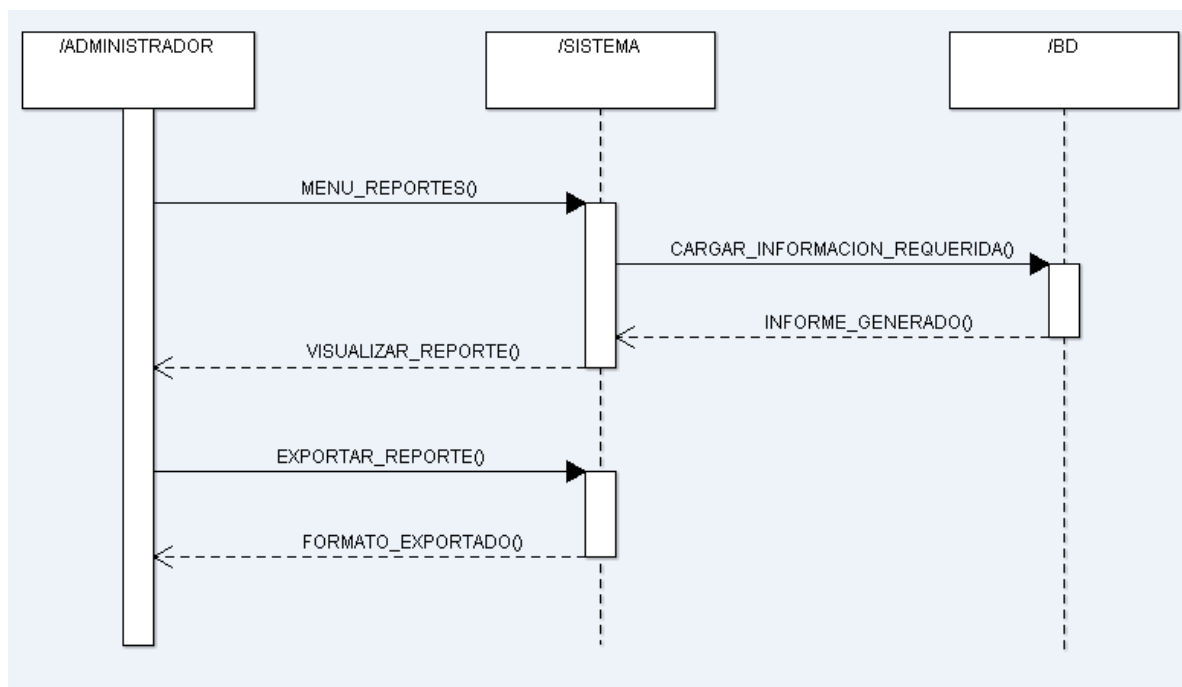 /ADMINISTRADOR
/SISTEMA
/BD
MENU_REPORTES()
CARGAR_INFORMACION_REQUERIDA()
INFORME_GENERADO()
VISUALIZAR_REPORTE()
EXPORTAR_REPORTE()
FORMATO_EXPORTADO()